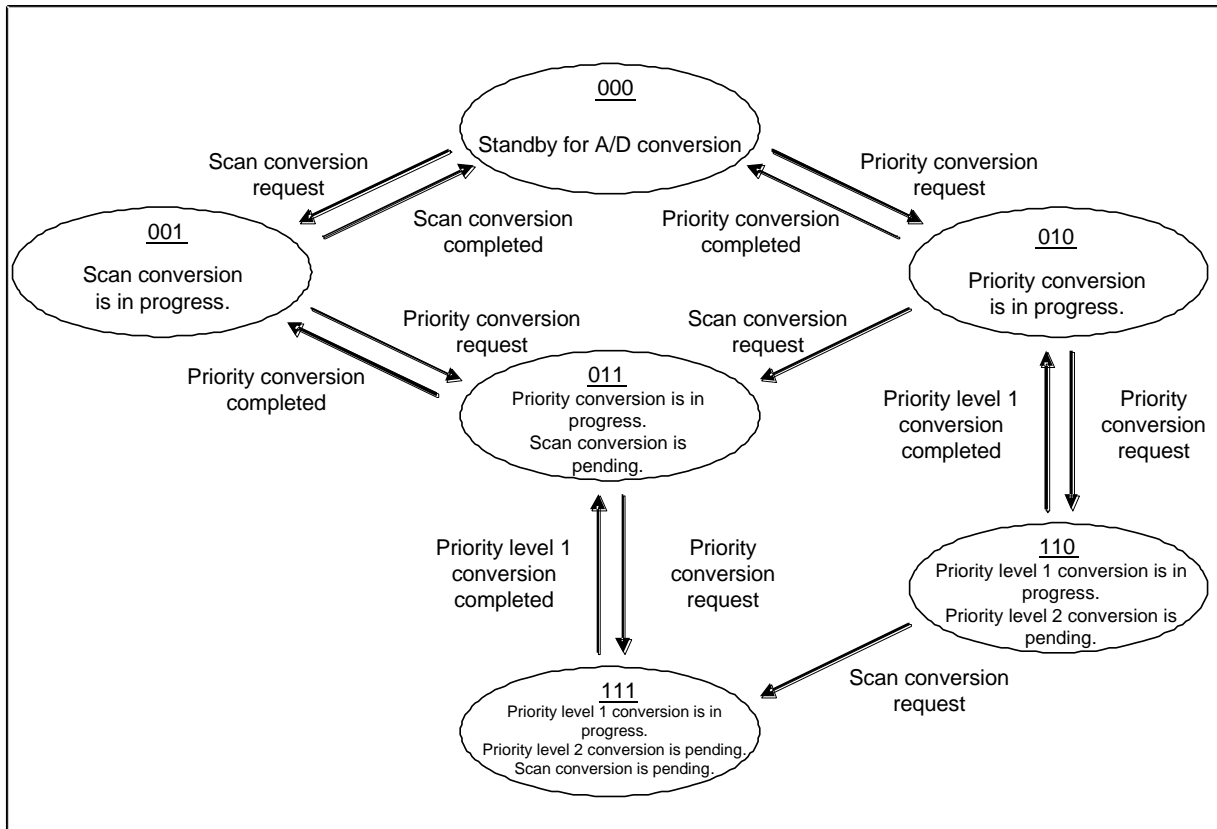 000
Standby for A/D conversion
Scan conversion
request
Priority conversion
request
Scan conversion
completed
Priority conversion
completed
001
Scan conversion
is in progress.
010
Priority conversion
is in progress.
Priority conversion
request
Scan conversion
request
Priority conversion
completed
011
Priority conversion is in
progress.
Scan conversion is
pending.
Priority level 1
conversion
completed
Priority
conversion
request
Priority level 1
conversion
completed
Priority
conversion
request
110
Priority level 1 conversion is in
progress.
Priority level 2 conversion is
pending.
Scan conversion
request
111
Priority level 1 conversion is in
progress.
Priority level 2 conversion is pending.
Scan conversion is pending.